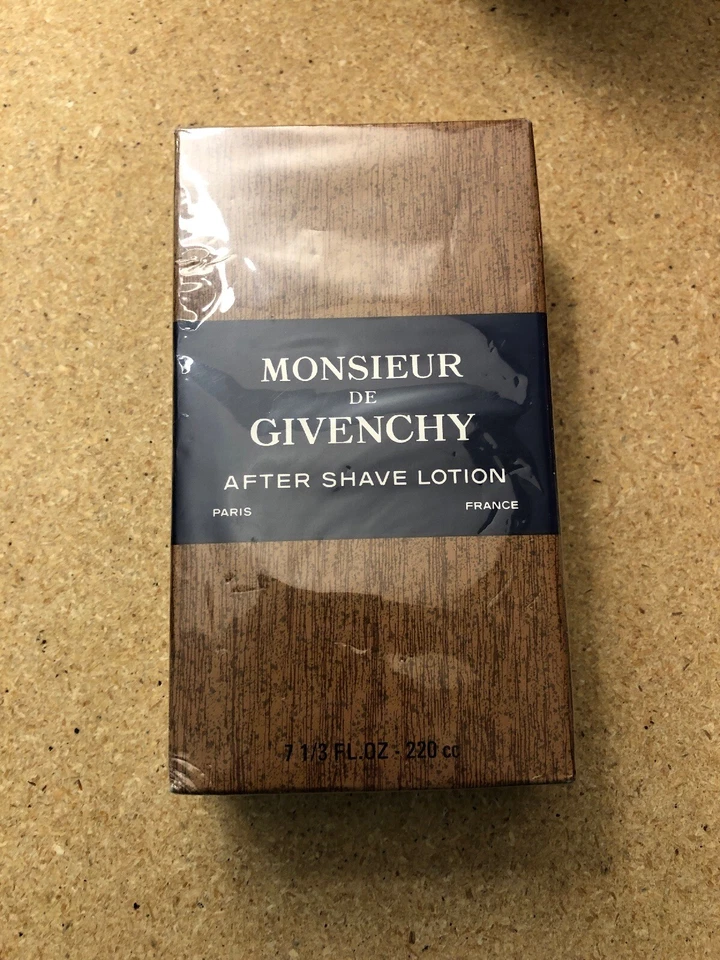 MONSIEUR
DE
GIVENCHY
AFTER SHAVE LOTION
PARIS FRANCE
7 1/3 FL.OZ - 220 cc